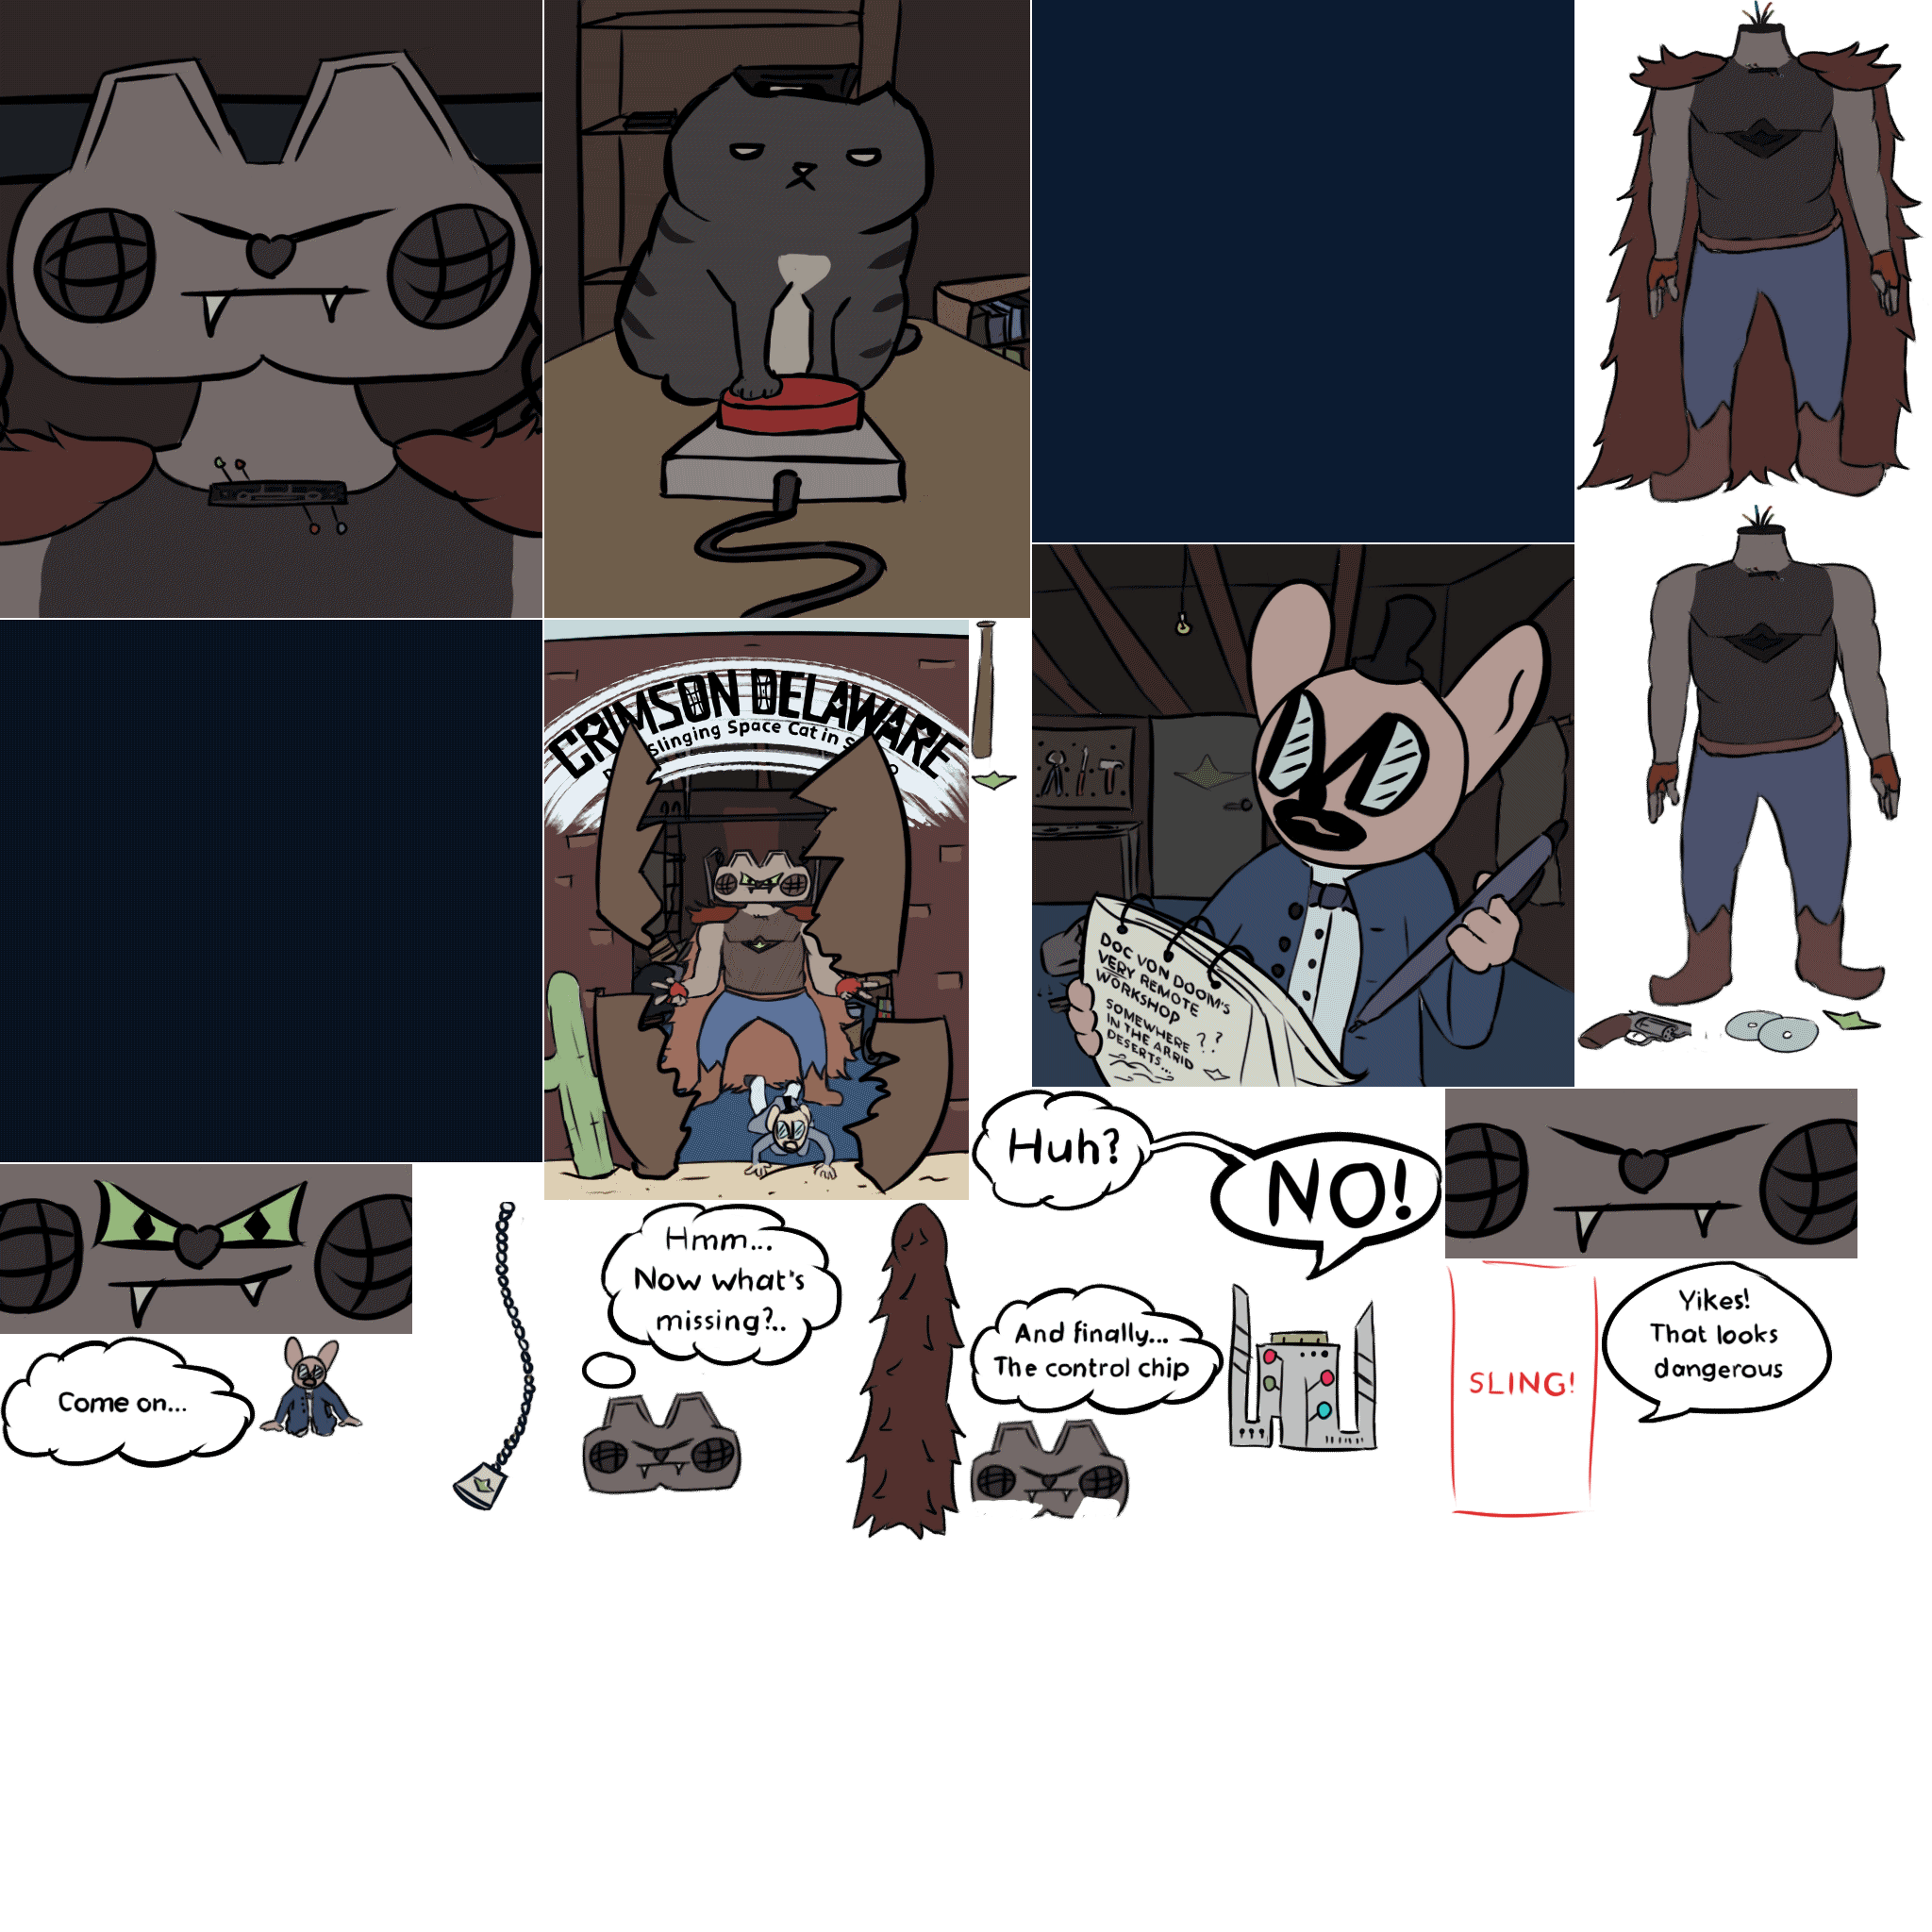 CRIMSON DELAWARE
Slinging Space Cat in S
DOC VON DOOM'S
VERY REMOTE
WORKSHOP
SOMEWHERE ??
IN THE ARRID
DESERTS...
Huh?
NO!
Hmm...
Now what's
missing?..
And finally...
The control chip
SLING!
Yikes!
That looks
dangerous
Come on...